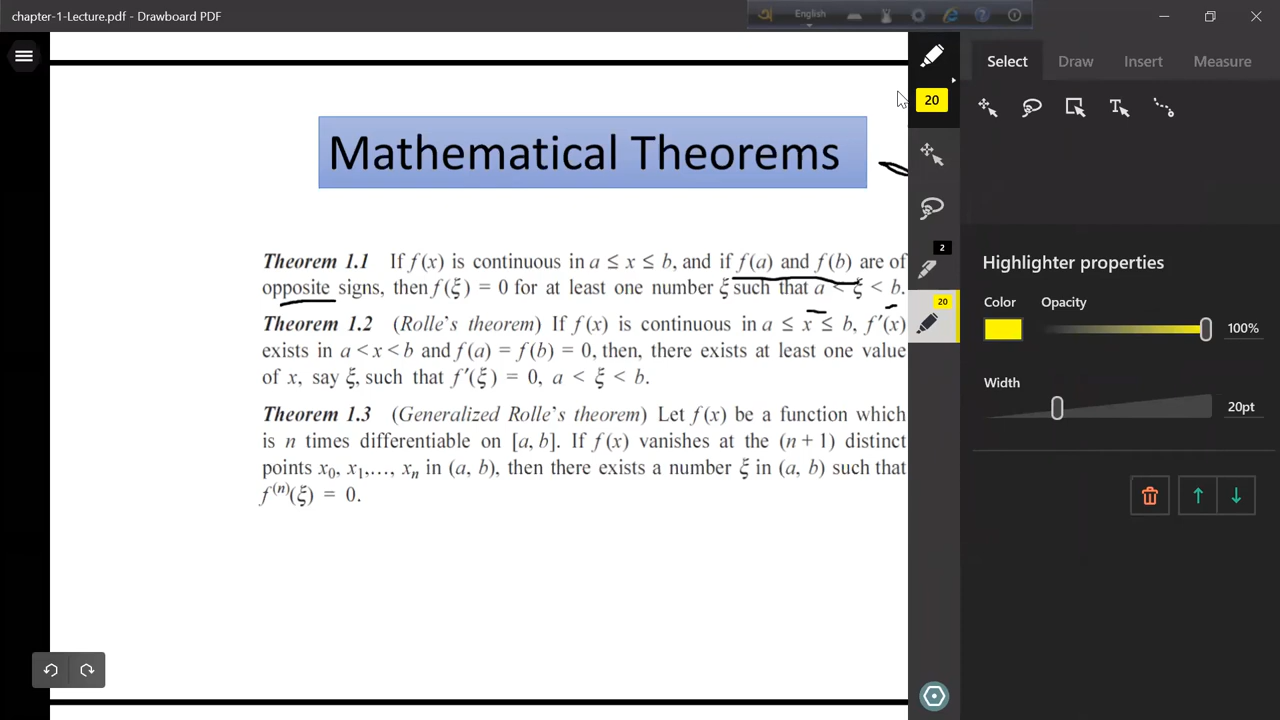 chapter-1-Lecture.pdf - Drawboard PDF
English
Select Draw Insert Measure
20
Mathematical Theorems
Theorem 1.1 If f(x) is continuous in a ≤ x ≤ b, and if f(a) and f(b) are of
opposite signs, then f(ξ) = 0 for at least one number ξ such that a < ξ < b.
Theorem 1.2 (Rolle's theorem) If f(x) is continuous in a ≤ x ≤ b, f′(x)
exists in a < x < b and f(a) = f(b) = 0, then, there exists at least one value
of x, say ξ, such that f′(ξ) = 0, a < ξ < b.
Theorem 1.3 (Generalized Rolle's theorem) Let f(x) be a function which
is n times differentiable on [a, b]. If f(x) vanishes at the (n + 1) distinct
points x₀, x₁,..., xₙ in (a, b), then there exists a number ξ in (a, b) such that
f⁽ⁿ⁾(ξ) = 0.
2
20
Highlighter properties
Color Opacity
100%
Width
20pt